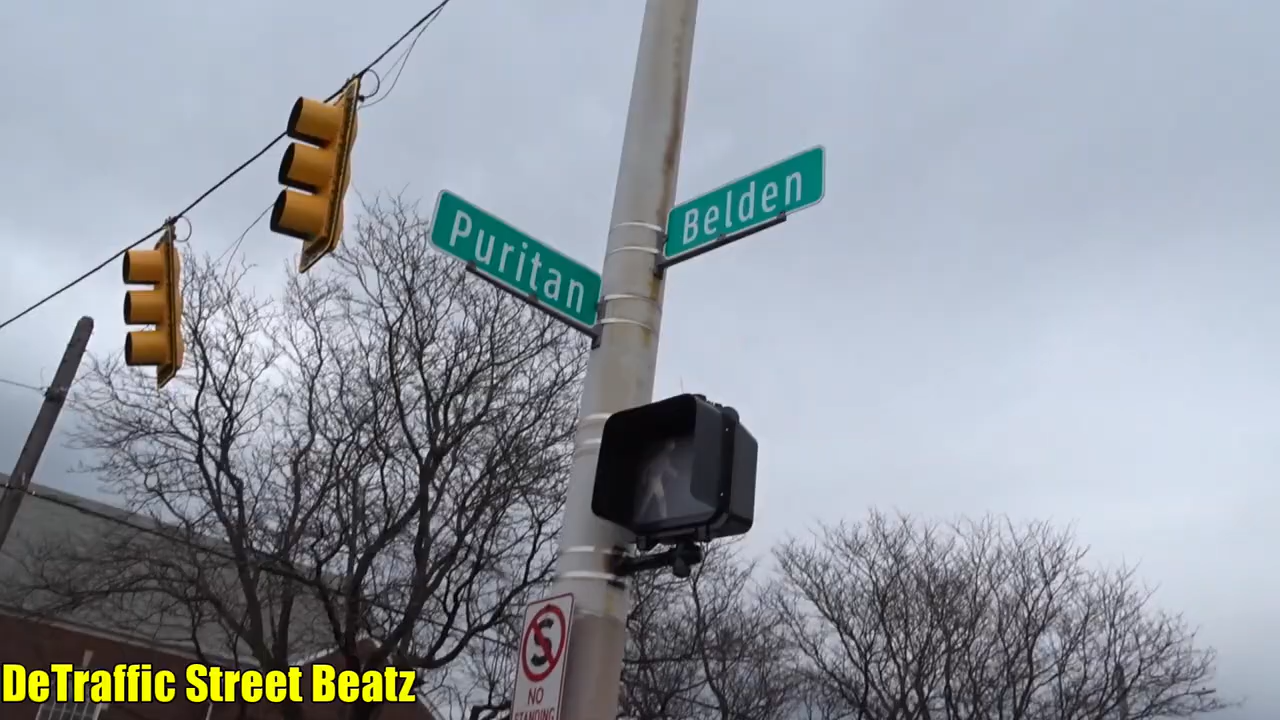 Puritan
Belden
S
NO
STANDING
DeTraffic Street Beatz